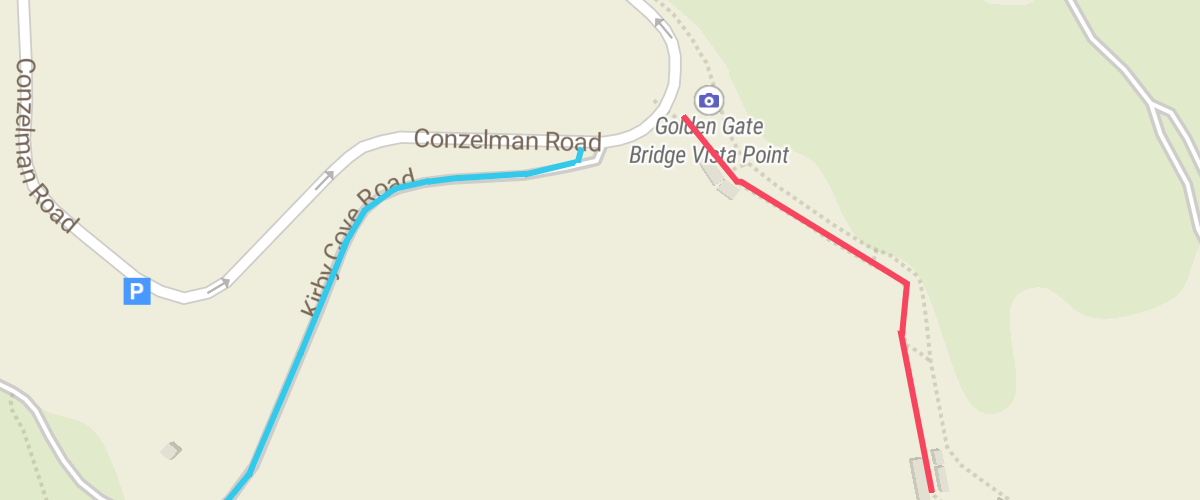 Conzelman Road
Conzelman Road
Kirby Cove Road
Golden Gate
Bridge Vista Point
P